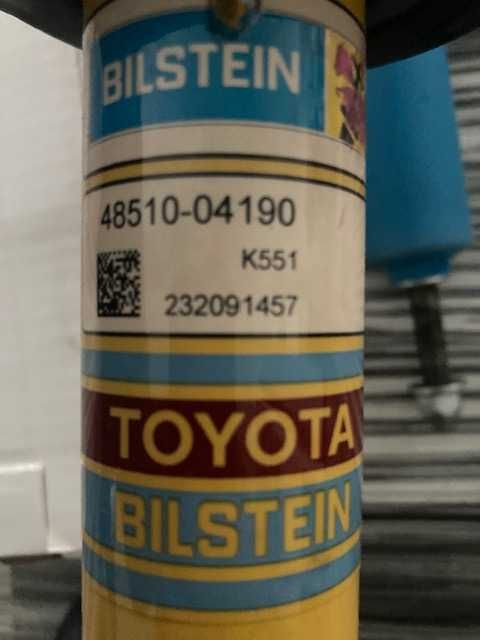 BILSTEIN
48510-04190
K551
232091457
TOYOTA
BILSTEIN